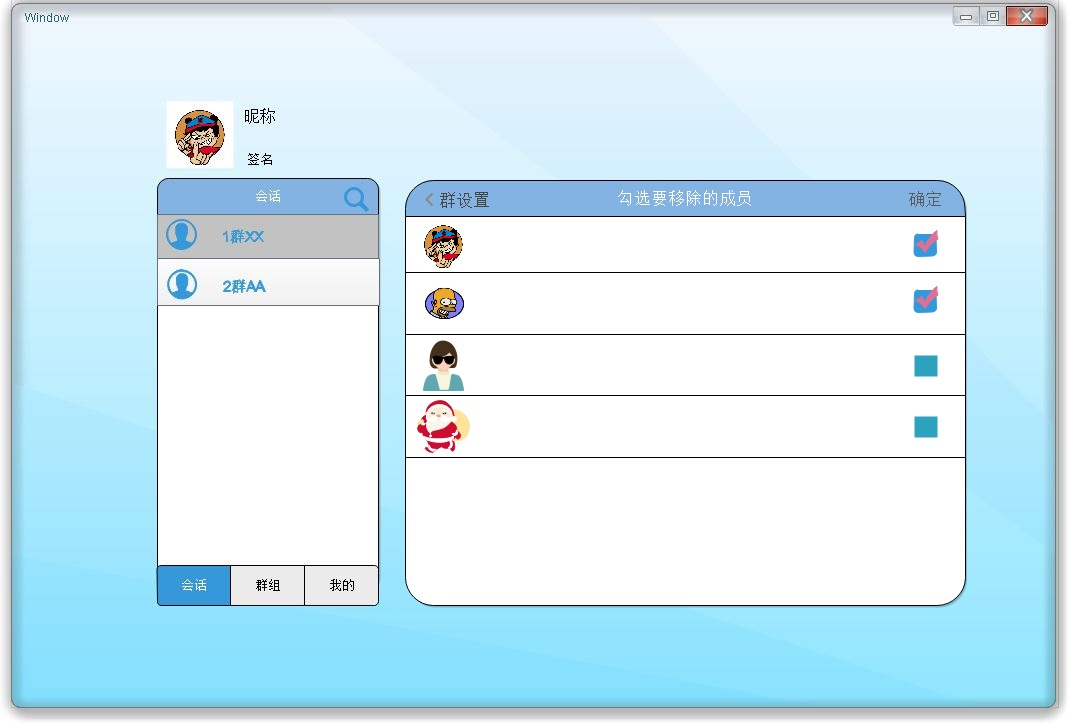 Window
昵称
签名
会话
1群XX
2群AA
会话 群组 我的
群设置 勾选要移除的成员 确定